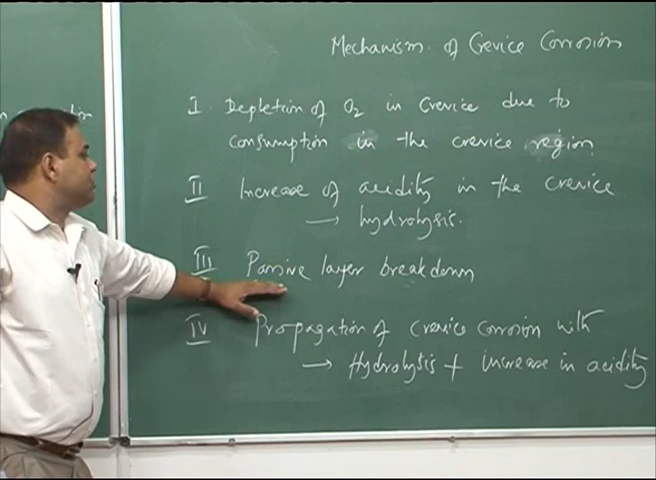 Mechanism of Crevice Corrosion
I Depletion of O2 in Crevice due to
consumption in the crevice region.
II Increase of acidity in the crevice
→ hydrolysis.
III Passive layer breakdown
IV Propagation of crevice corrosion with
→ Hydrolysis + increase in acidity